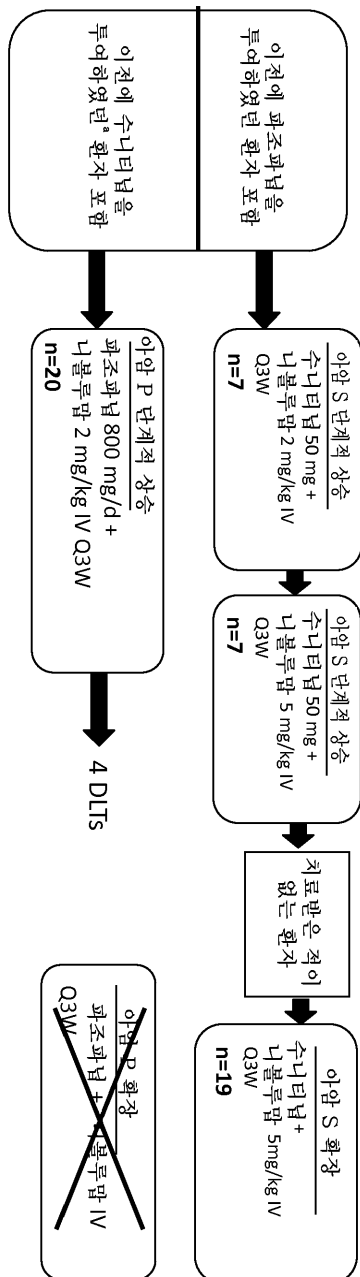 이전에 파조파닙을
투여하였던 환자 포함
아암 S 단계적 상승
수니티닙 50 mg +
니볼루맙 2 mg/kg IV
Q3W
n=7
아암 S 단계적 상승
수니티닙 50 mg +
니볼루맙 5 mg/kg IV
Q3W
n=7
치료받은 적이
없는 환자
아암 S 확장
수니티닙+
니볼루맙 5mg/kg IV
Q3W
n=19
이전에 수니티닙을
투여하였던ª 환자 포함
아암 P 단계적 상승
파조파닙 800 mg/d +
니볼루맙 2 mg/kg IV Q3W
n=20
4 DLTs
아암 P 확장
파조파닙 + 니볼루맙 IV
Q3W